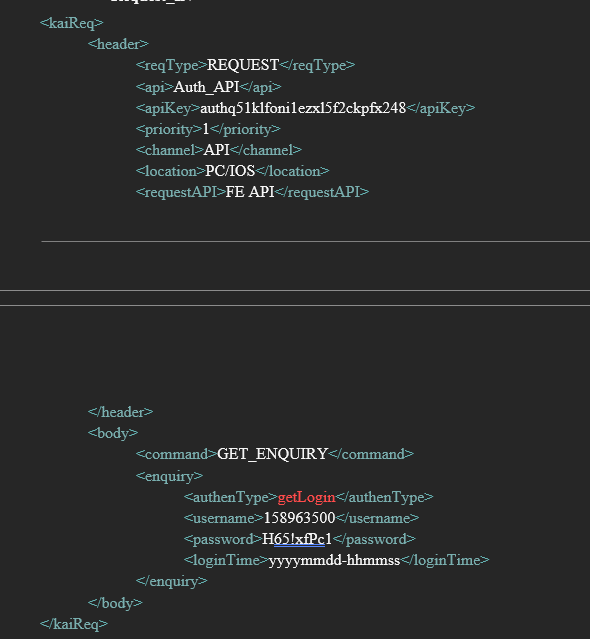 <kaiReq>
<header>
<reqType>REQUEST</reqType>
<api>Auth_API</api>
<apiKey>authq51klfoni1ezxl5f2ckpfx248</apiKey>
<priority>1</priority>
<channel>API</channel>
<location>PC/IOS</location>
<requestAPI>FE API</requestAPI>
</header>
<body>
<command>GET_ENQUIRY</command>
<enquiry>
<authenType>getLogin</authenType>
<username>158963500</username>
<password>H65!xfPc1</password>
<loginTime>yyyymmdd-hhmmss</loginTime>
</enquiry>
</body>
</kaiReq>